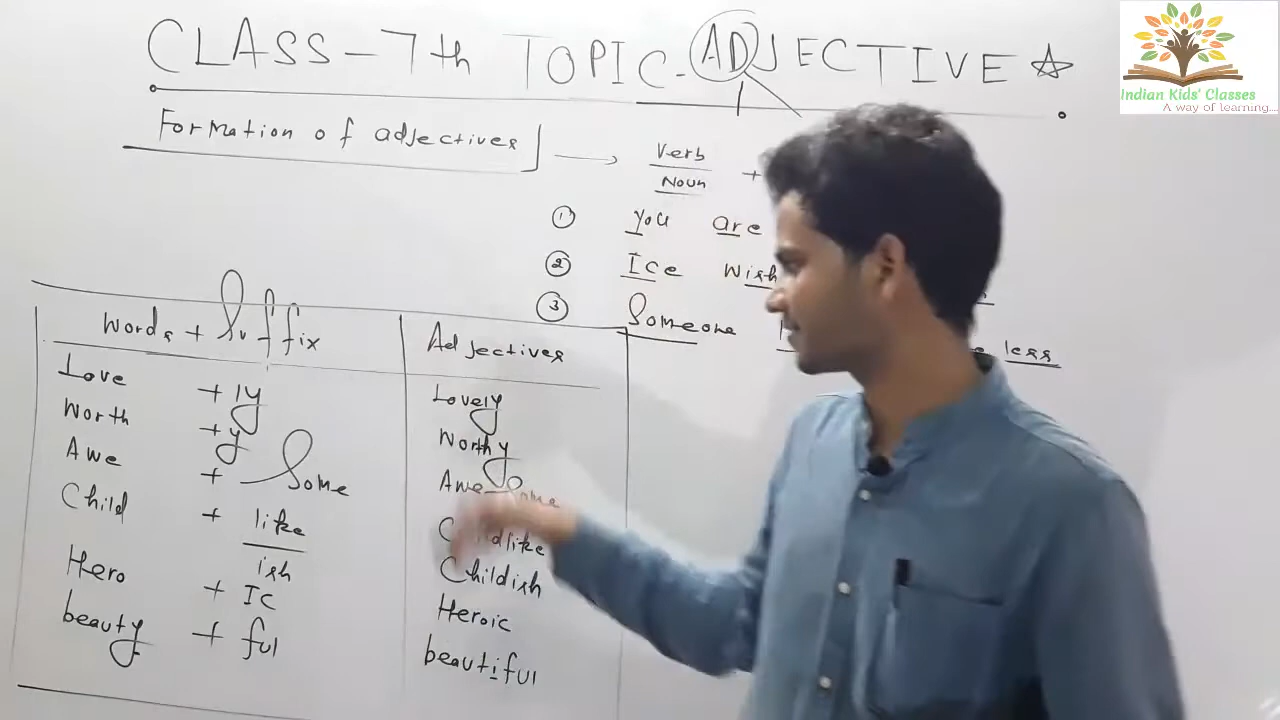 CLASS - 7th TOPIC - ADJECTIVE
Indian Kids' Classes
A way of learning....
Formation of adjectives
Verb
Noun
+
① You are
② Ice wish
③ Someone
less
Words + Suffix
Adjectives
Love + ly
Lovely
Worth + y
Worthy
Awe + Some
Awesome
Child + like
Childlike
ish
Childish
Hero + IC
Heroic
beauty + ful
beautiful